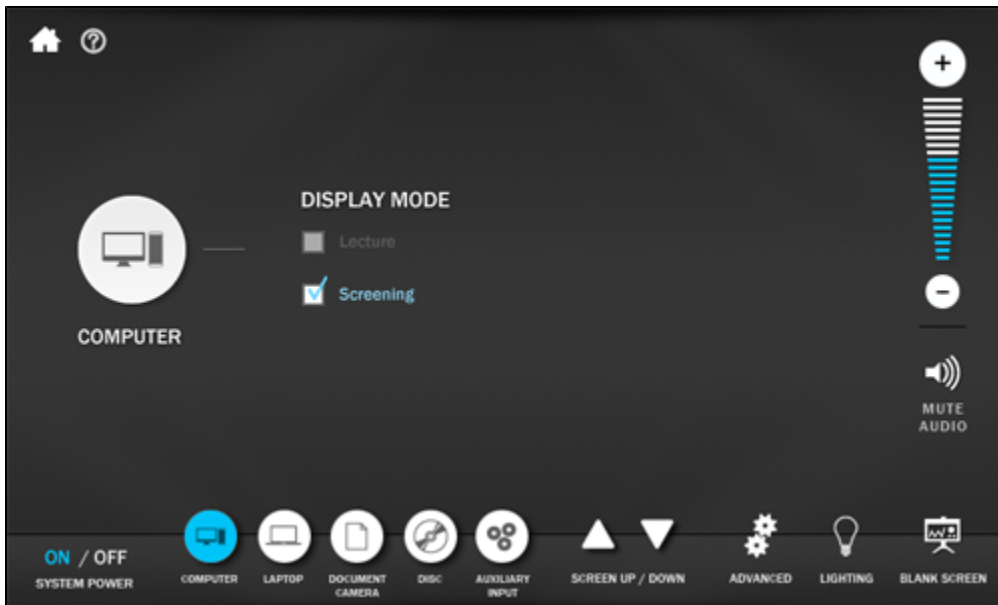 DISPLAY MODE
Lecture
Screening
COMPUTER
MUTE
AUDIO
ON / OFF
SYSTEM POWER
COMPUTER
LAPTOP
DOCUMENT
CAMERA
DISC
AUXILIARY
INPUT
SCREEN UP / DOWN
ADVANCED
LIGHTING
BLANK SCREEN